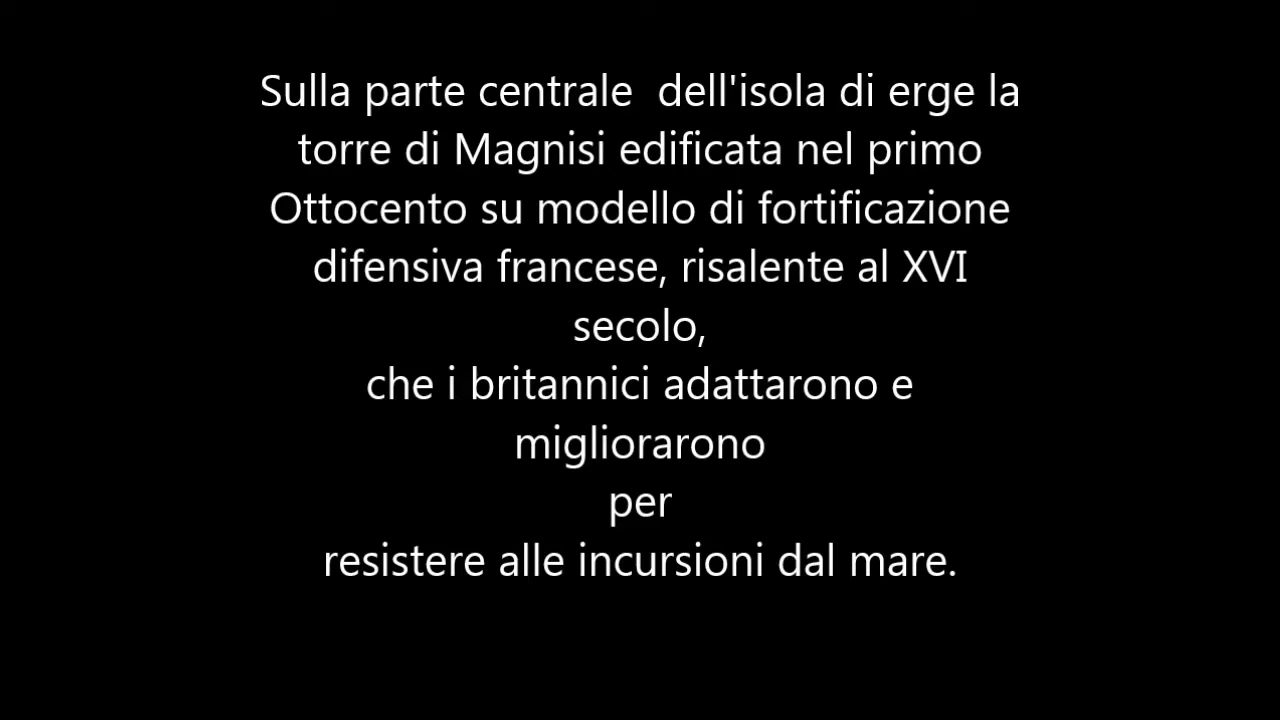 Sulla parte centrale  dell'isola di erge la
torre di Magnisi edificata nel primo
Ottocento su modello di fortificazione
difensiva francese, risalente al XVI
secolo,
che i britannici adattarono e
migliorarono
per
resistere alle incursioni dal mare.